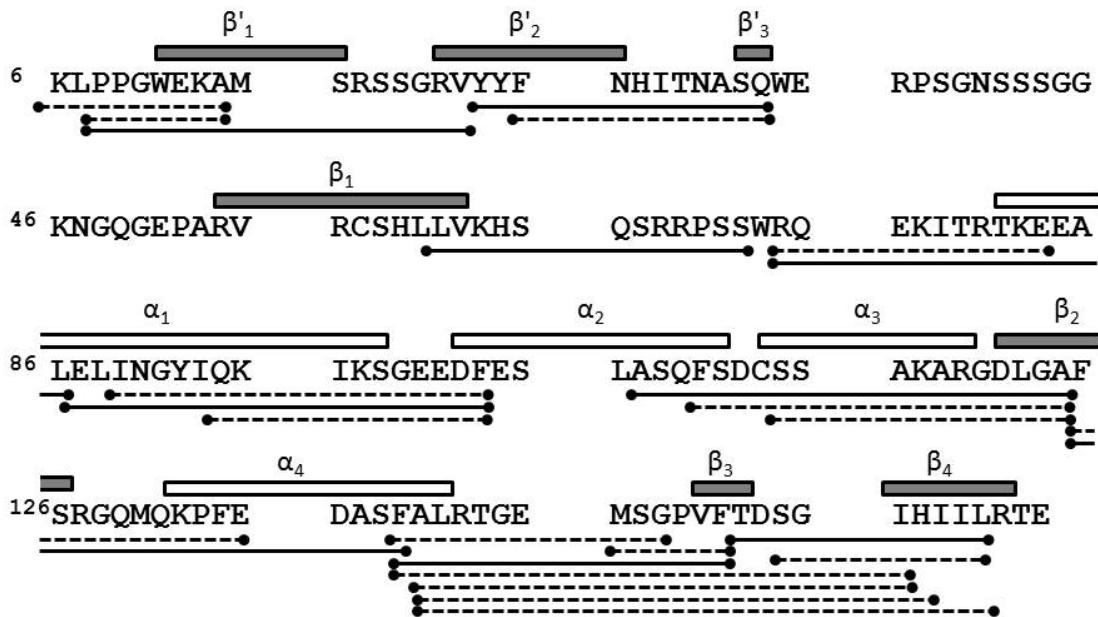 β'₁ β'₂ β'₃
6 KLPPGWEKAM SRSSGRVYYF NHITNASQWE RPSGNSSSGG
β₁
46 KNGQGEPARV RCSHLLVKHS QSRRPSSWRQ EKITRTKEEA
α₁ α₂ α₃ β₂
86 LELINGYIQK IKSGEEDFES LASQFSDCSS AKARGDLGAF
α₄ β₃ β₄
126 SRGQMQKPFE DASFALRTGE MSGPVFTDSG IHIILRTE